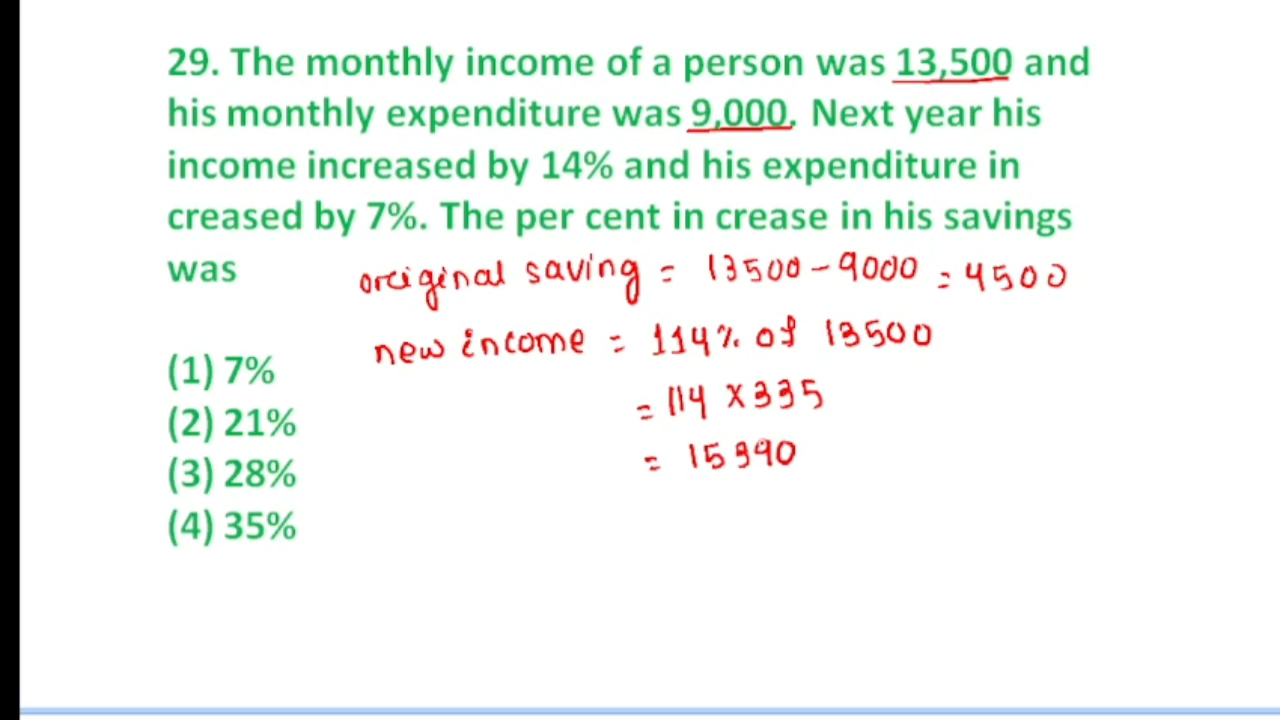 29. The monthly income of a person was 13,500 and
his monthly expenditure was 9,000. Next year his
income increased by 14% and his expenditure in
creased by 7%. The per cent in crease in his savings
was
original saving = 13500 - 9000 = 4500
new income = 114% of 13500
(1) 7%
= 114 X 335
(2) 21%
= 15390
(3) 28%
(4) 35%